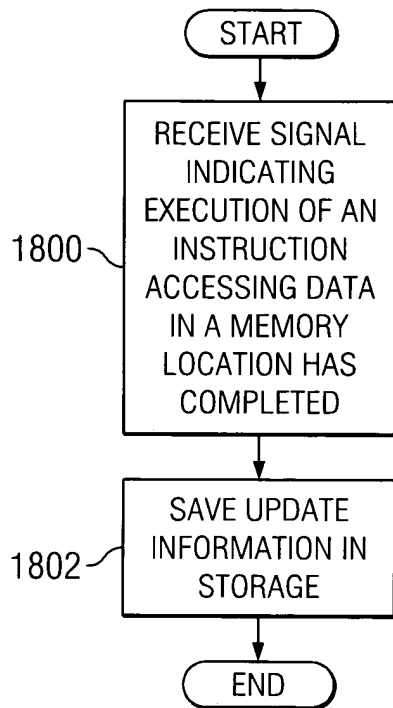 START
RECEIVE SIGNAL
INDICATING
EXECUTION OF AN
INSTRUCTION
ACCESSING DATA
IN A MEMORY
LOCATION HAS
COMPLETED
1800
SAVE UPDATE
INFORMATION IN
STORAGE
1802
END